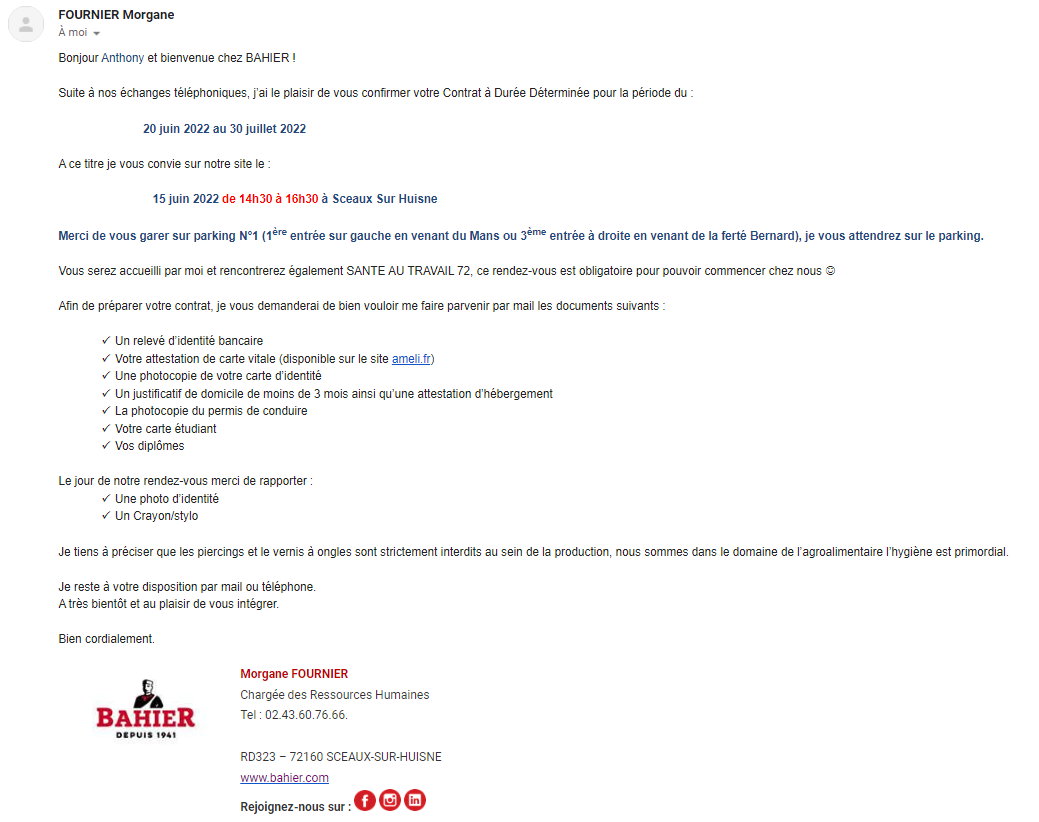 FOURNIER Morgane
À moi
Bonjour Anthony et bienvenue chez BAHIER !
Suite à nos échanges téléphoniques, j’ai le plaisir de vous confirmer votre Contrat à Durée Déterminée pour la période du :
20 juin 2022 au 30 juillet 2022
A ce titre je vous convie sur notre site le :
15 juin 2022 de 14h30 à 16h30 à Sceaux Sur Huisne
Merci de vous garer sur parking N°1 (1ère entrée sur gauche en venant du Mans ou 3ème entrée à droite en venant de la ferté Bernard), je vous attendrez sur le parking.
Vous serez accueilli par moi et rencontrerez également SANTE AU TRAVAIL 72, ce rendez-vous est obligatoire pour pouvoir commencer chez nous ☺
Afin de préparer votre contrat, je vous demanderai de bien vouloir me faire parvenir par mail les documents suivants :
✓ Un relevé d’identité bancaire
✓ Votre attestation de carte vitale (disponible sur le site ameli.fr)
✓ Une photocopie de votre carte d’identité
✓ Un justificatif de domicile de moins de 3 mois ainsi qu’une attestation d’hébergement
✓ La photocopie du permis de conduire
✓ Votre carte étudiant
✓ Vos diplômes
Le jour de notre rendez-vous merci de rapporter :
✓ Une photo d’identité
✓ Un Crayon/stylo
Je tiens à préciser que les piercings et le vernis à ongles sont strictement interdits au sein de la production, nous sommes dans le domaine de l’agroalimentaire l’hygiène est primordial.
Je reste à votre disposition par mail ou téléphone.
A très bientôt et au plaisir de vous intégrer.
Bien cordialement.
BAHIER
DEPUIS 1941
Morgane FOURNIER
Chargée des Ressources Humaines
Tel : 02.43.60.76.66.
RD323 – 72160 SCEAUX-SUR-HUISNE
www.bahier.com
Rejoignez-nous sur :